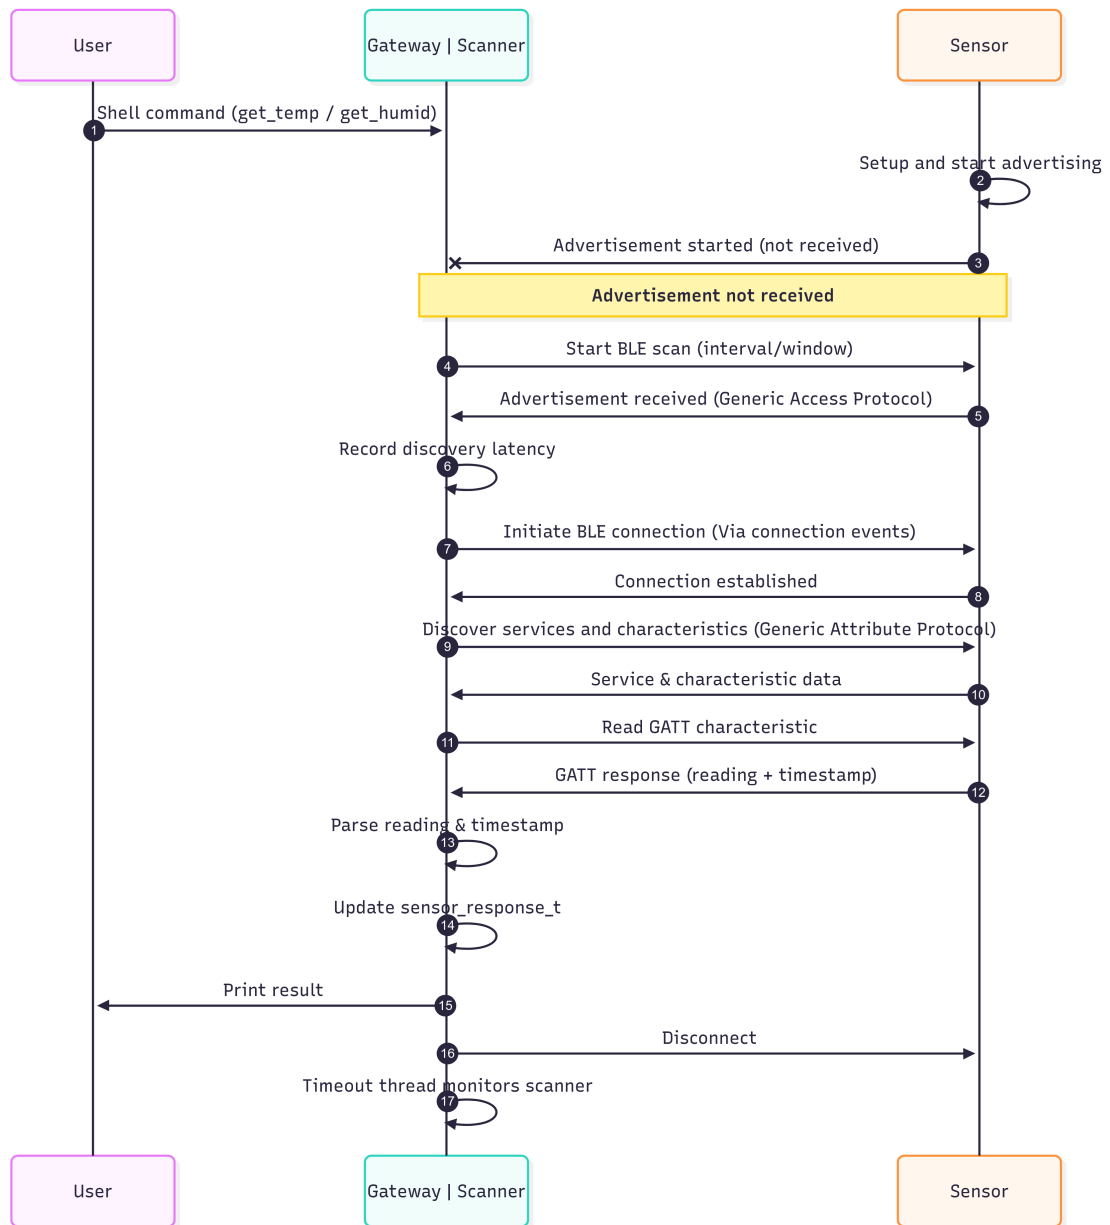 User
Gateway | Scanner
Sensor
Shell command (get_temp / get_humid)
1
Setup and start advertising
2
Advertisement started (not received)
3
Advertisement not received
Start BLE scan (interval/window)
4
Advertisement received (Generic Access Protocol)
5
Record discovery latency
6
Initiate BLE connection (Via connection events)
7
Connection established
8
Discover services and characteristics (Generic Attribute Protocol)
9
Service & characteristic data
10
Read GATT characteristic
11
GATT response (reading + timestamp)
12
Parse reading & timestamp
13
Update sensor_response_t
14
Print result
15
Disconnect
16
Timeout thread monitors scanner
17
User
Gateway | Scanner
Sensor